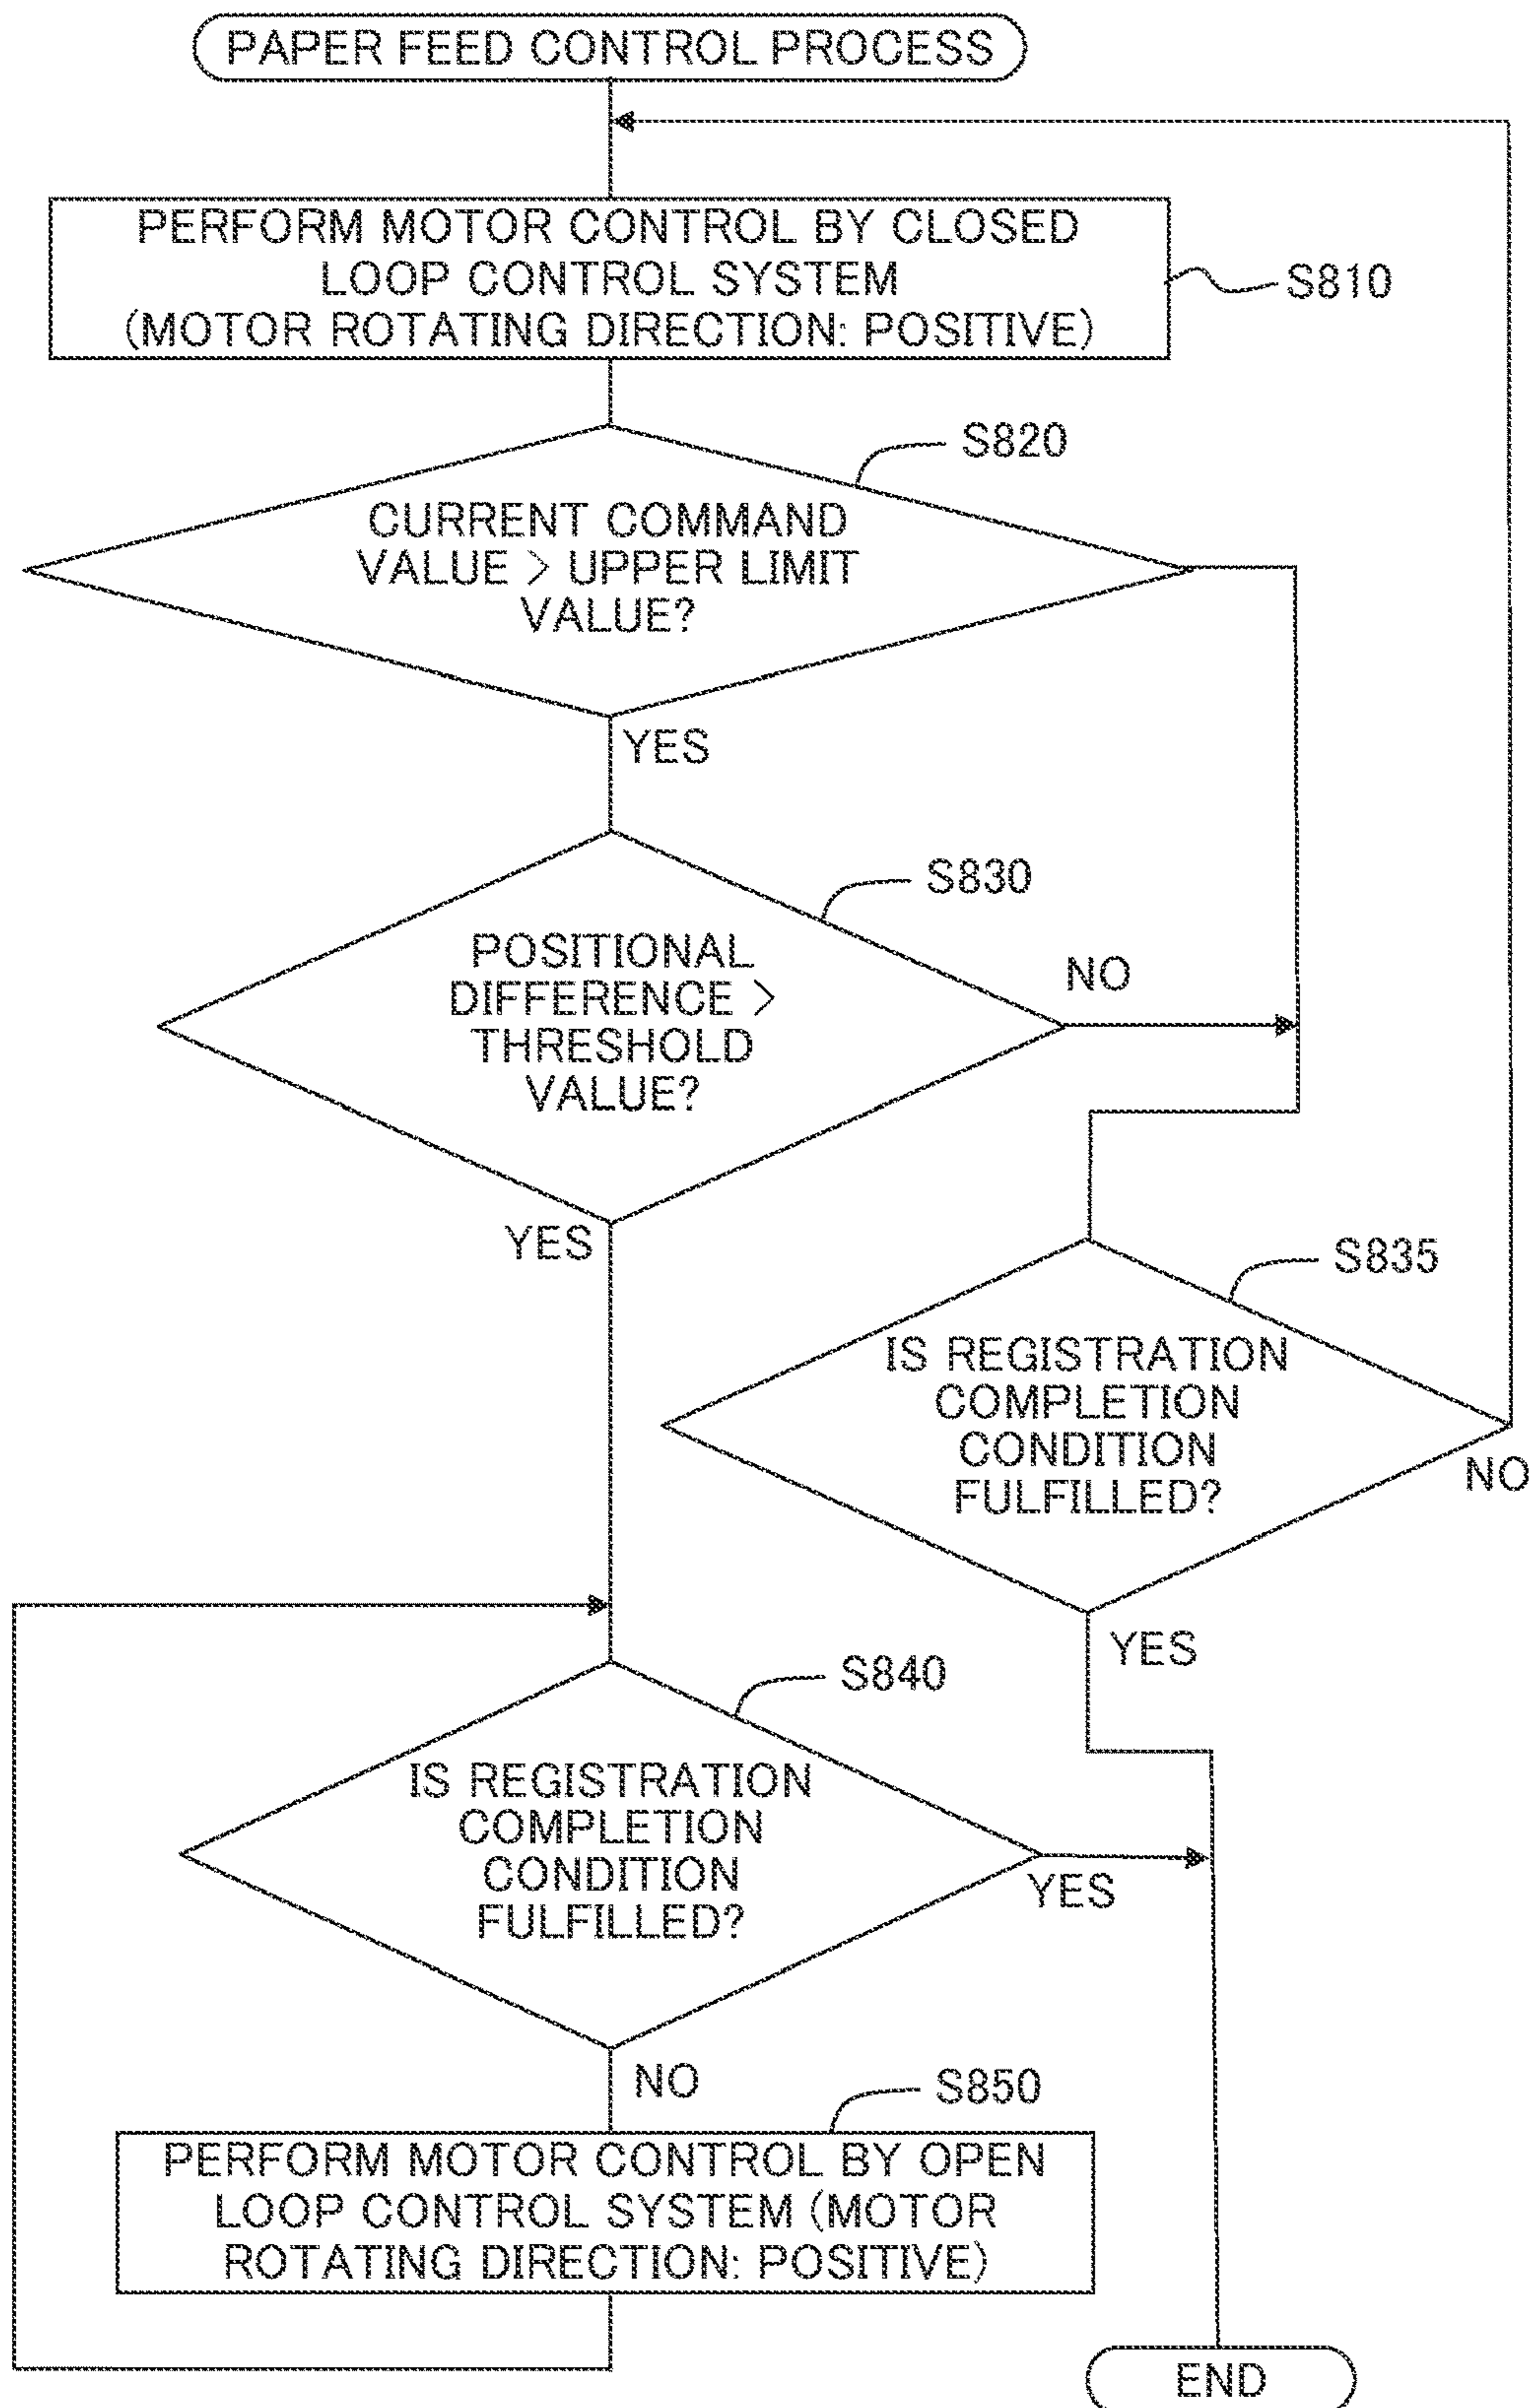 PAPER FEED CONTROL PROCESS
PERFORM MOTOR CONTROL BY CLOSED
LOOP CONTROL SYSTEM
(MOTOR ROTATING DIRECTION: POSITIVE)
S810
S820
CURRENT COMMAND
VALUE > UPPER LIMIT
VALUE?
YES
S830
POSITIONAL
DIFFERENCE >
THRESHOLD
VALUE?
NO
YES
S835
IS REGISTRATION
COMPLETION
CONDITION
FULFILLED?
NO
YES
S840
IS REGISTRATION
COMPLETION
CONDITION
FULFILLED?
YES
NO
S850
PERFORM MOTOR CONTROL BY OPEN
LOOP CONTROL SYSTEM (MOTOR
ROTATING DIRECTION: POSITIVE)
END